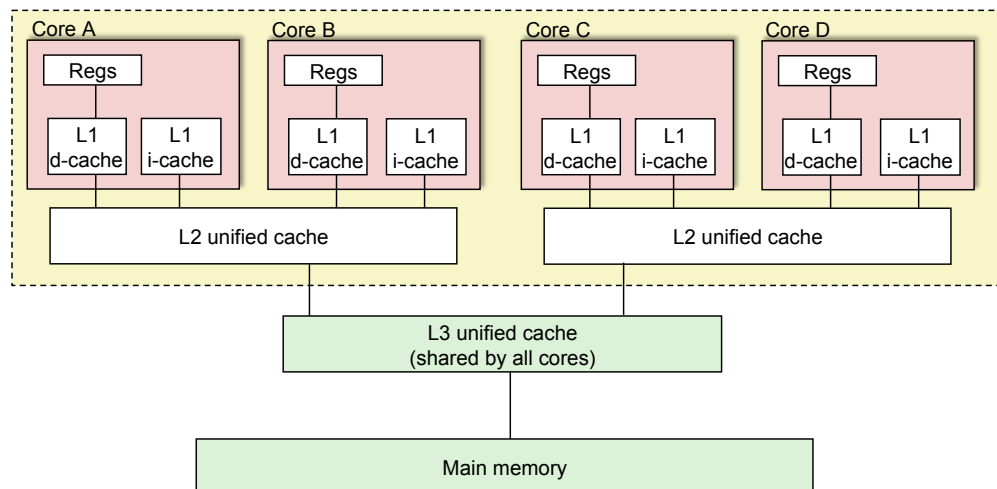 Core A
Core B
Core C
Core D
Regs
Regs
Regs
Regs
L1
d-cache
L1
i-cache
L1
d-cache
L1
i-cache
L1
d-cache
L1
i-cache
L1
d-cache
L1
i-cache
L2 unified cache
L2 unified cache
L3 unified cache
(shared by all cores)
Main memory